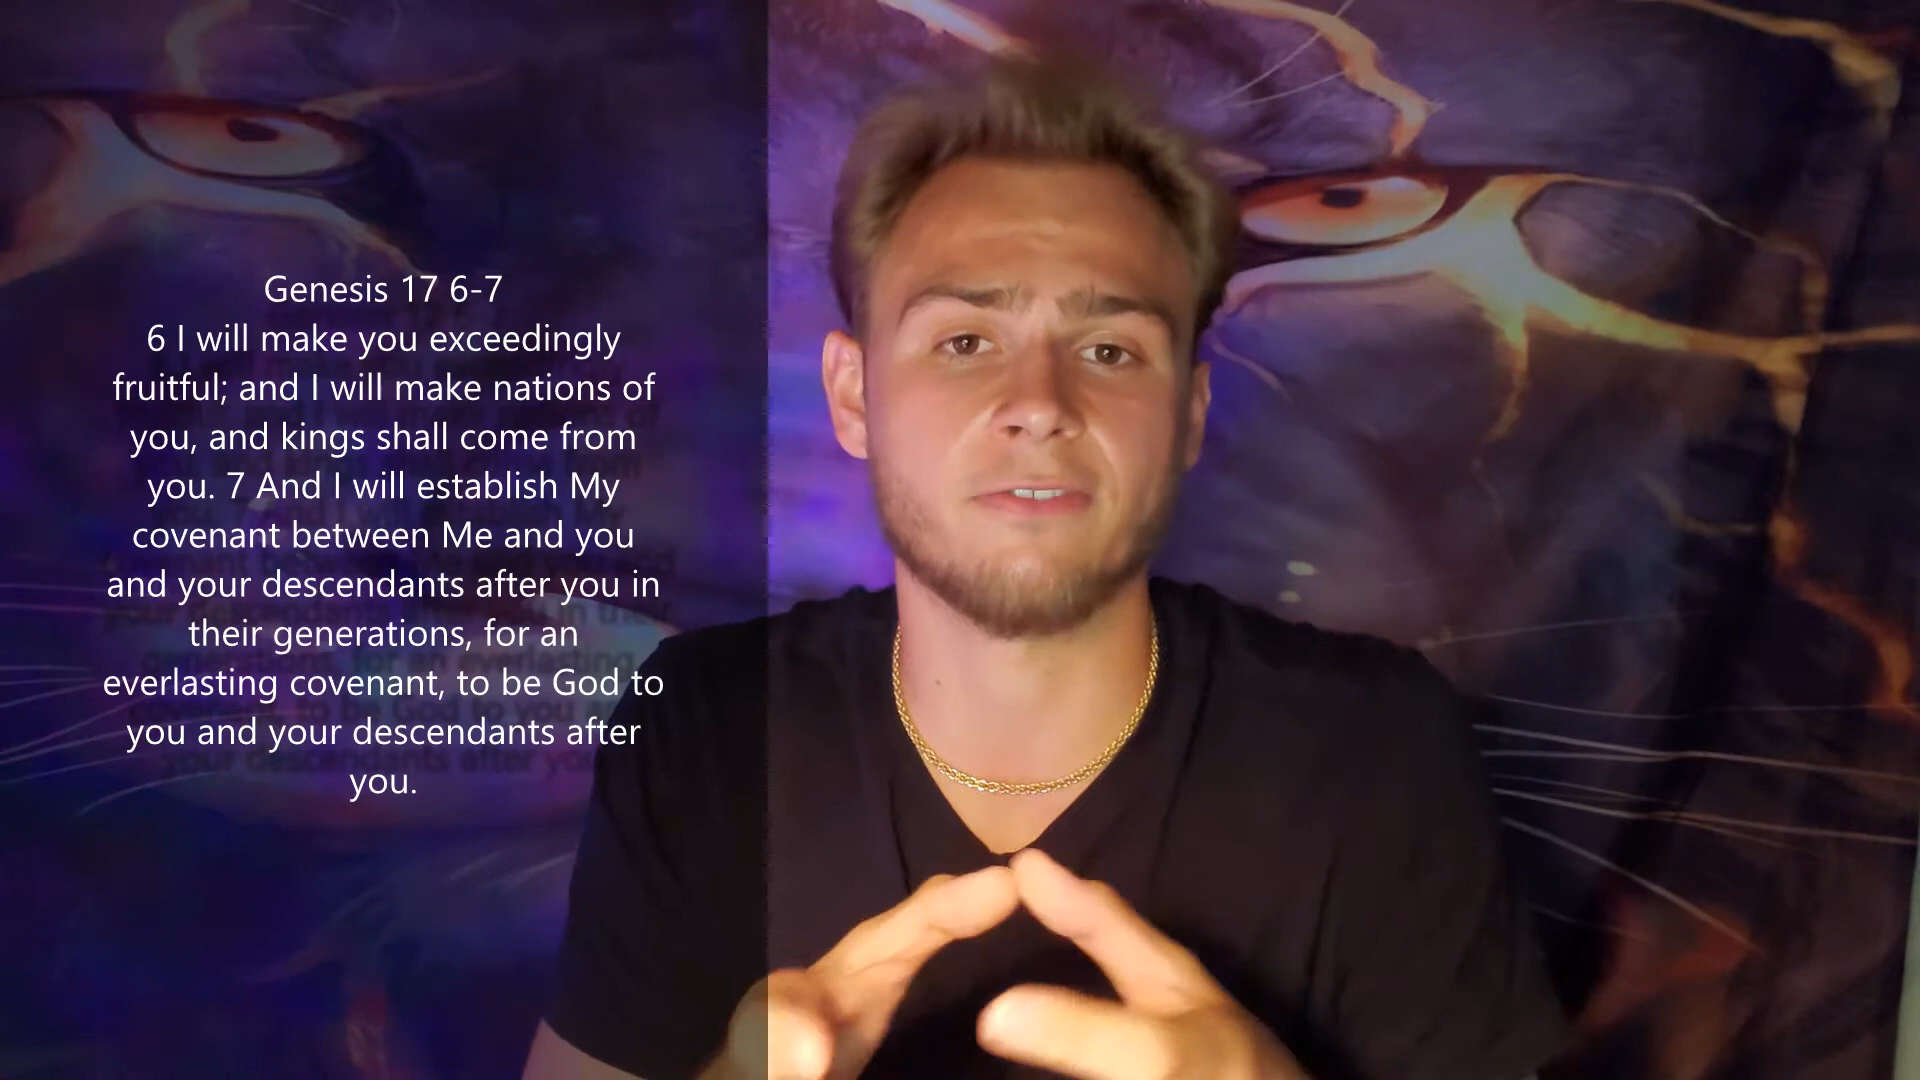 Genesis 17 6-7
6 I will make you exceedingly
fruitful; and I will make nations of
you, and kings shall come from
you. 7 And I will establish My
covenant between Me and you
and your descendants after you in
their generations, for an
everlasting covenant, to be God to
you and your descendants after
you.